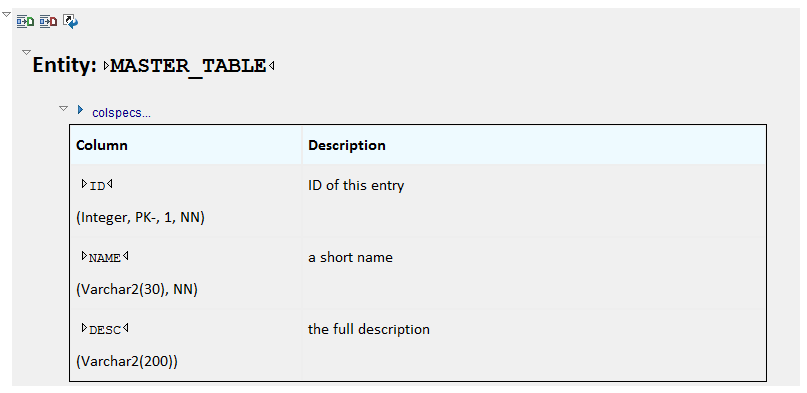 Entity: MASTER_TABLE
colspecs...
Column Description
ID ID of this entry
(Integer, PK-, 1, NN)
NAME a short name
(Varchar2(30), NN)
DESC the full description
(Varchar2(200))